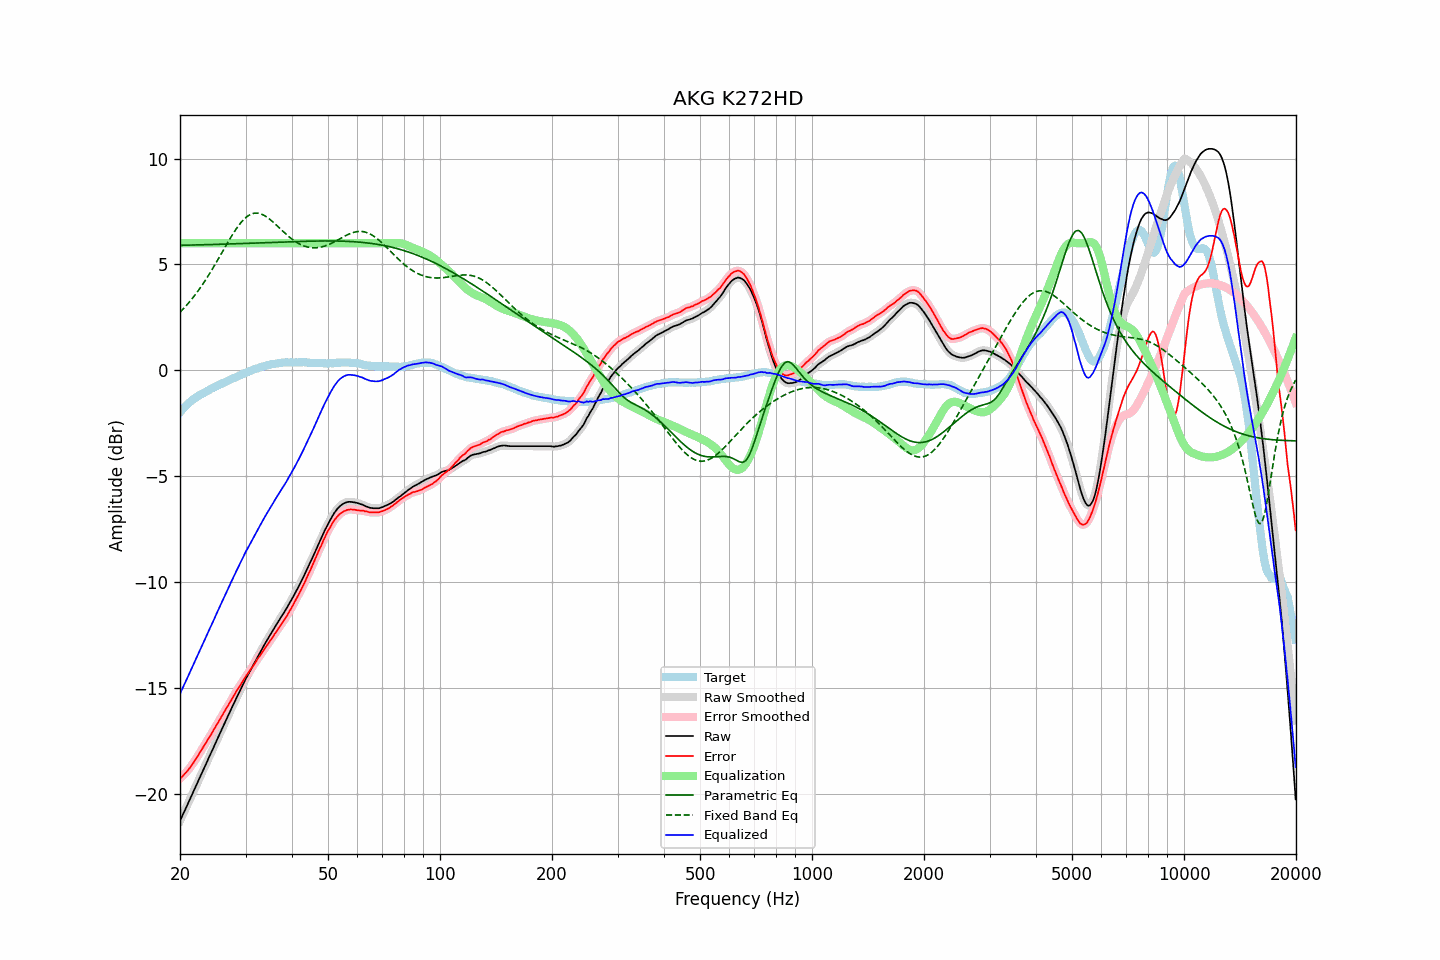 AKG K272HD
Amplitude (dBr)
10
5
0
−5
−10
−15
−20
Target
Raw Smoothed
Error Smoothed
Raw
Error
Equalization
Parametric Eq
Fixed Band Eq
Equalized
20 50 100 200 500 1000 2000 5000 10000 20000
Frequency (Hz)